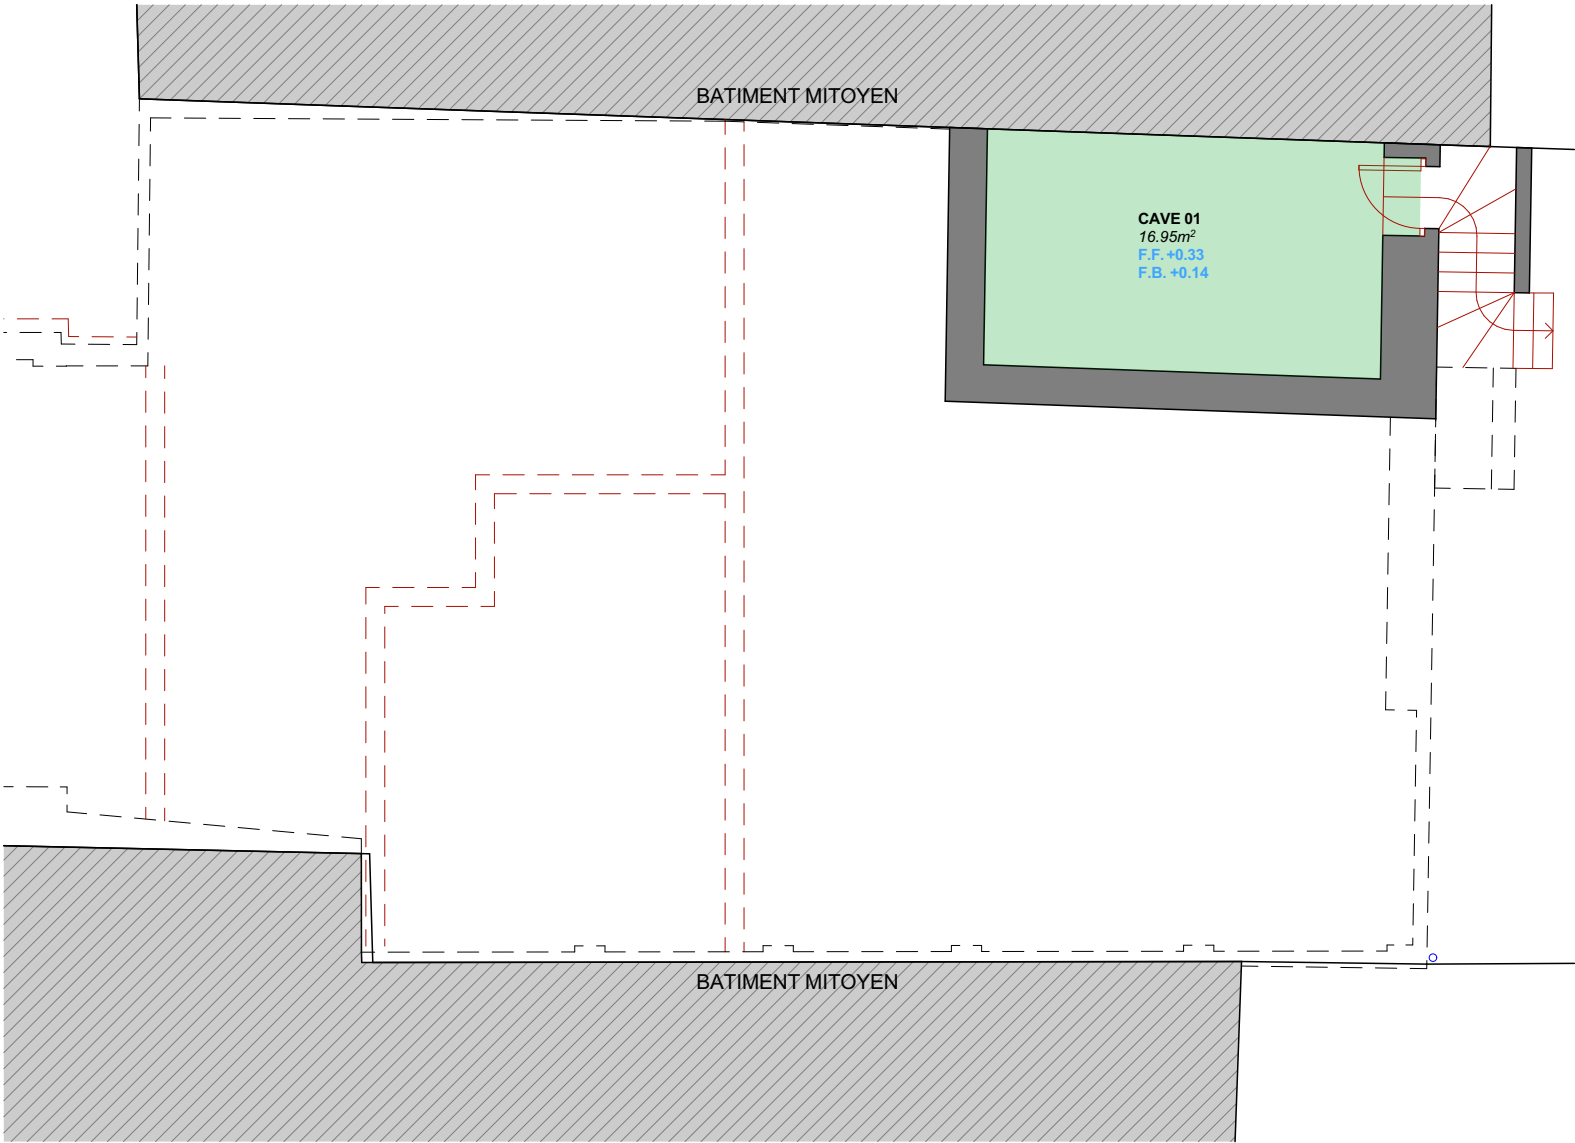 BATIMENT MITOYEN
CAVE 01
16.95m²
F.F. +0.33
F.B. +0.14
BATIMENT MITOYEN